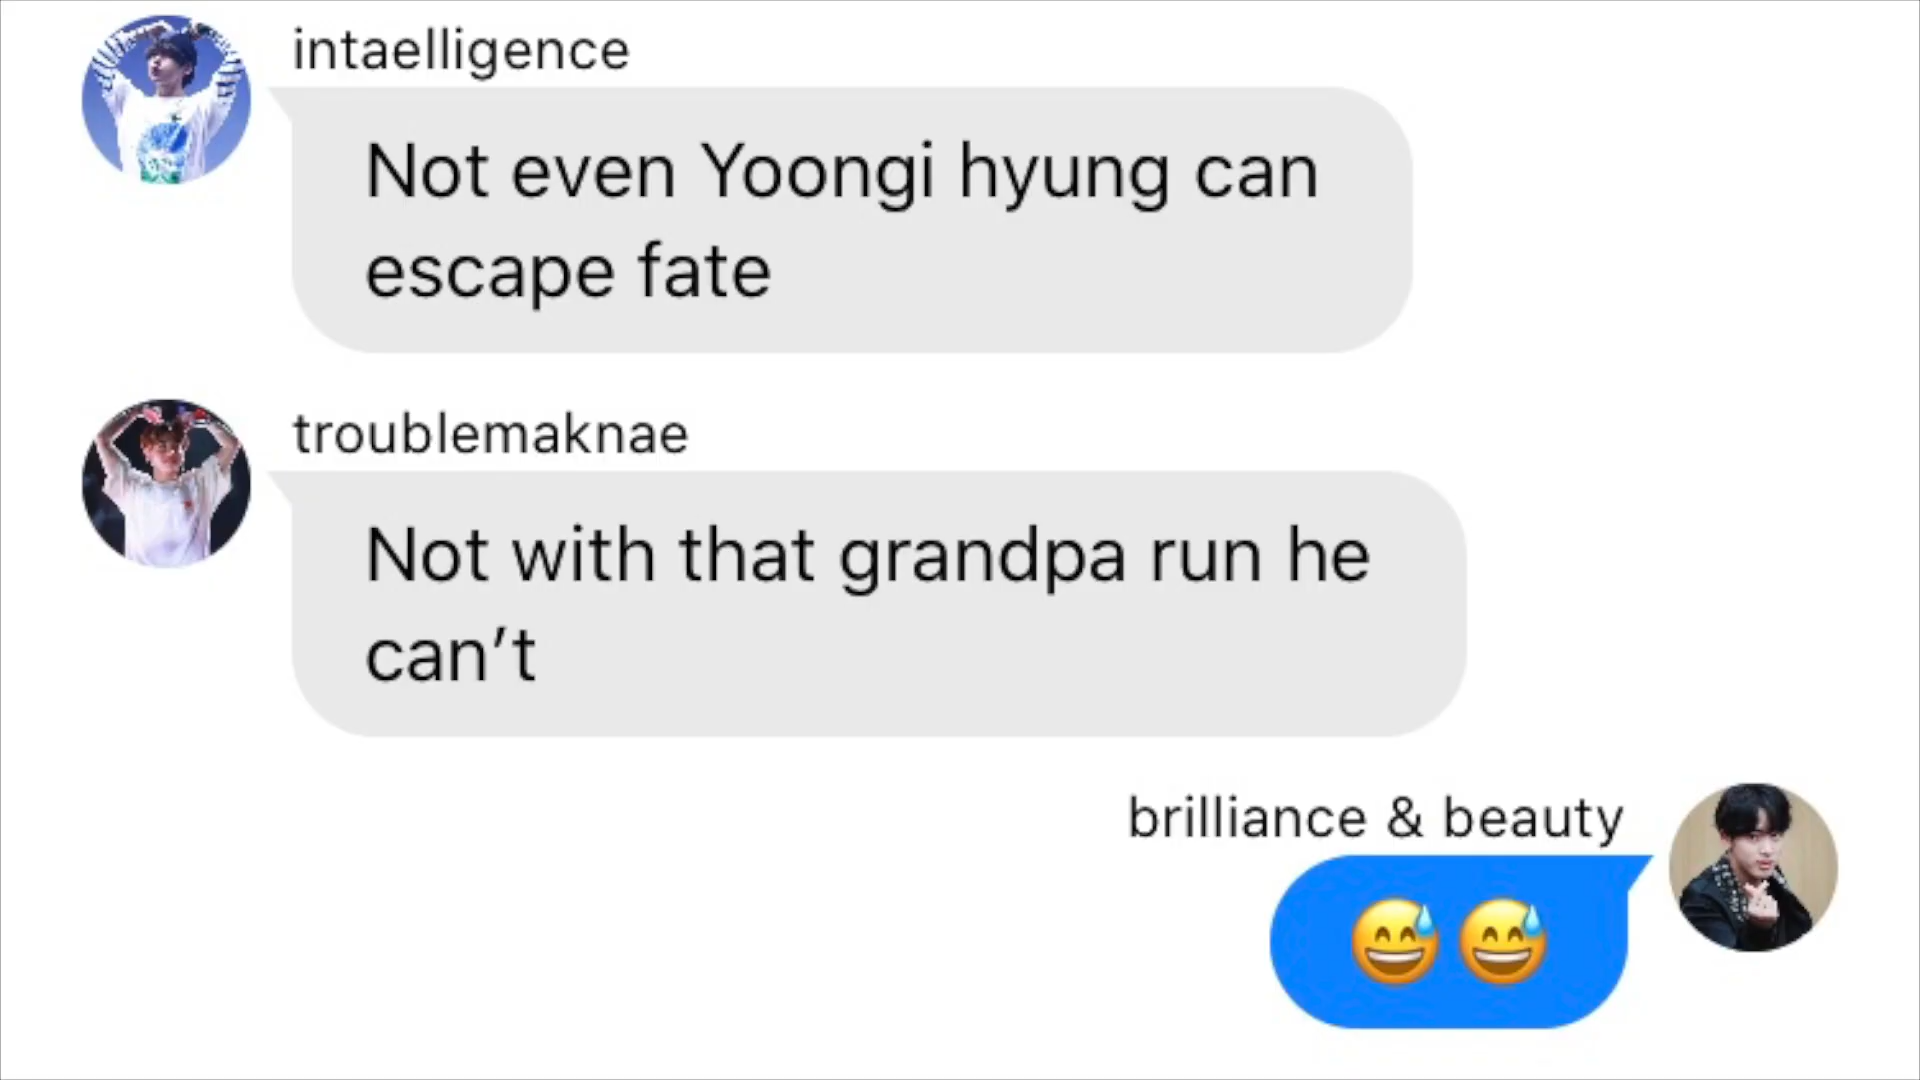 intaelligence
Not even Yoongi hyung can
escape fate
troublemaknae
Not with that grandpa run he
can’t
brilliance & beauty
😅😅